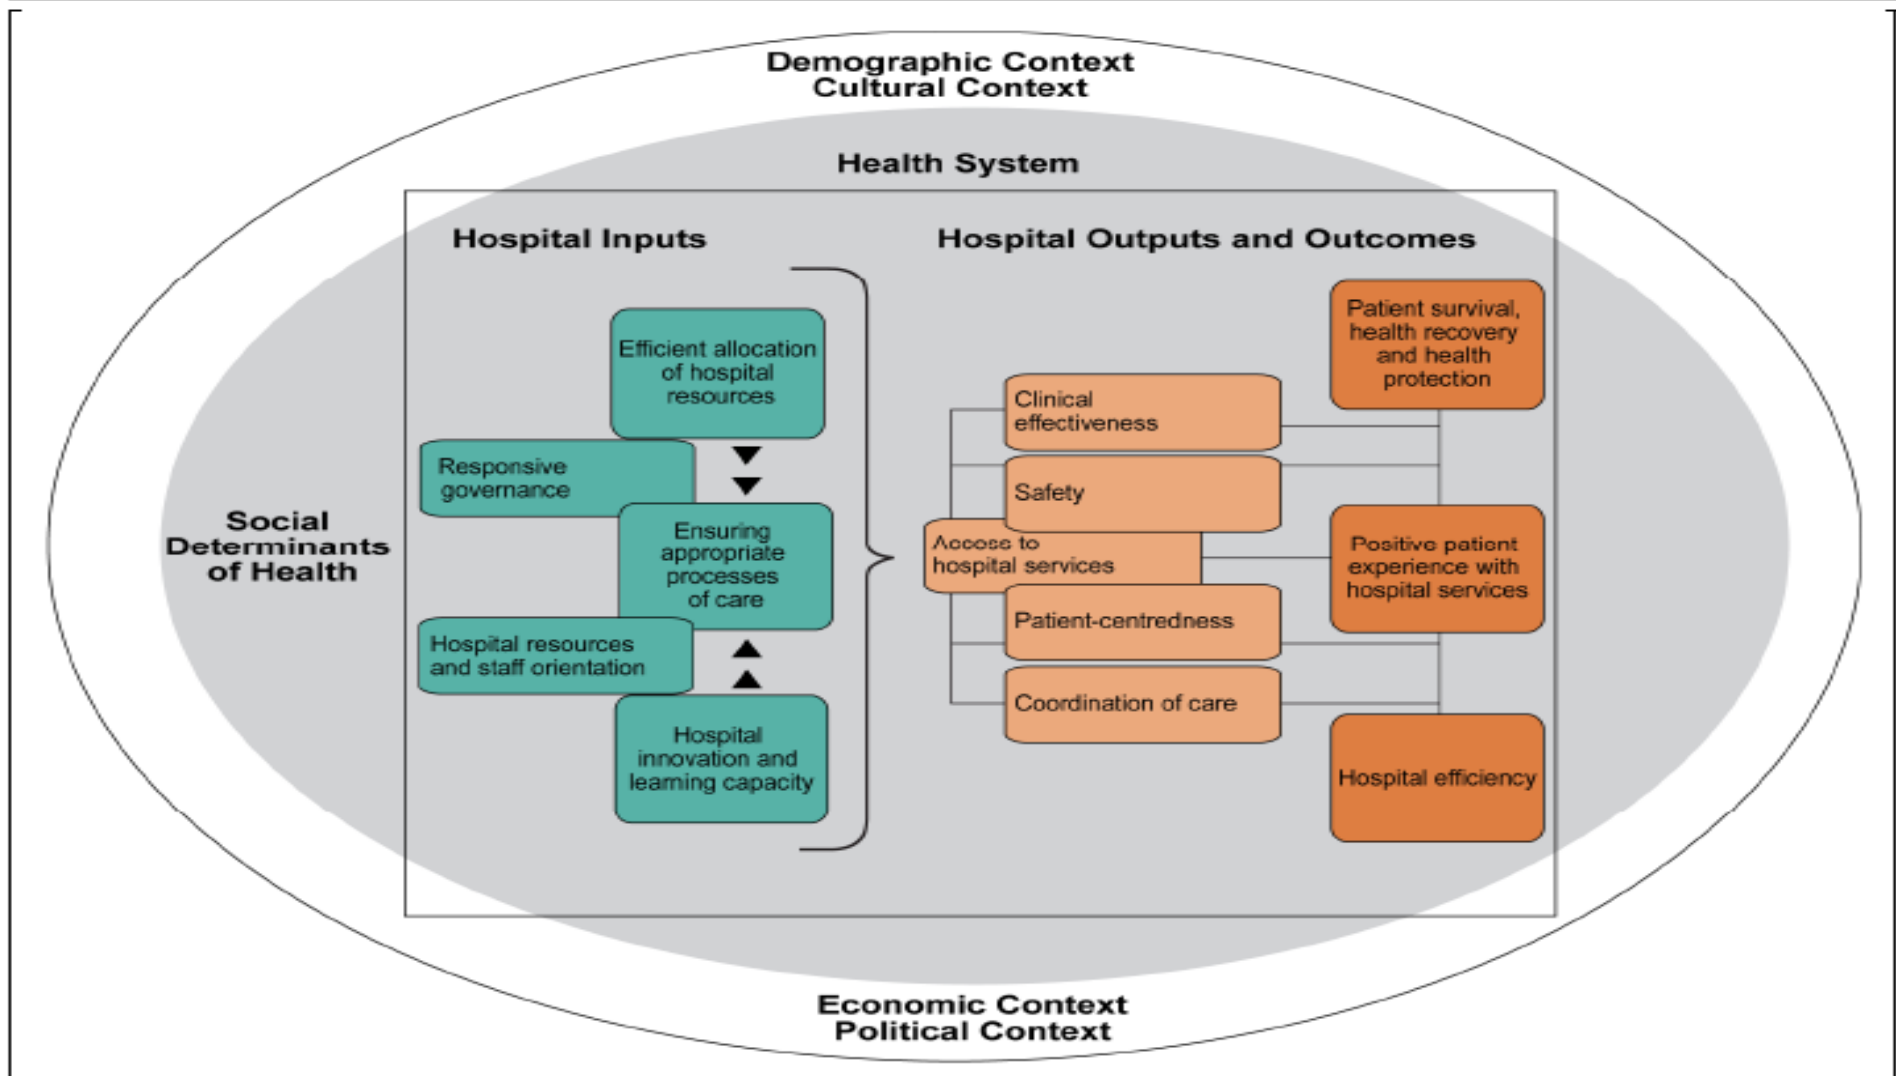 Demographic Context
Cultural Context
Health System
Hospital Inputs
Hospital Outputs and Outcomes
Efficient allocation
of hospital
resources
Responsive
governance
Ensuring
appropriate
processes
of care
Hospital resources
and staff orientation
Hospital
innovation and
learning capacity
Social
Determinants
of Health
Clinical
effectiveness
Safety
Access to
hospital services
Patient-centredness
Coordination of care
Patient survival,
health recovery
and health
protection
Positive patient
experience with
hospital services
Hospital efficiency
Economic Context
Political Context